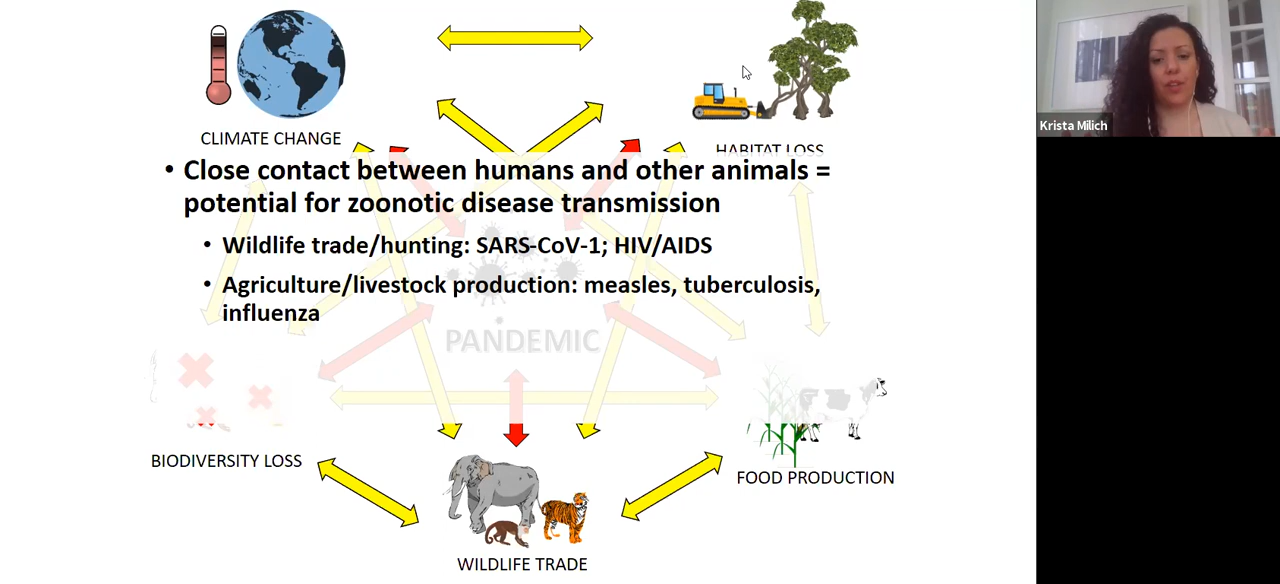 CLIMATE CHANGE
HABITAT LOSS
• Close contact between humans and other animals =
potential for zoonotic disease transmission
• Wildlife trade/hunting: SARS-CoV-1; HIV/AIDS
• Agriculture/livestock production: measles, tuberculosis,
influenza
PANDEMIC
BIODIVERSITY LOSS
FOOD PRODUCTION
WILDLIFE TRADE
Krista Milich